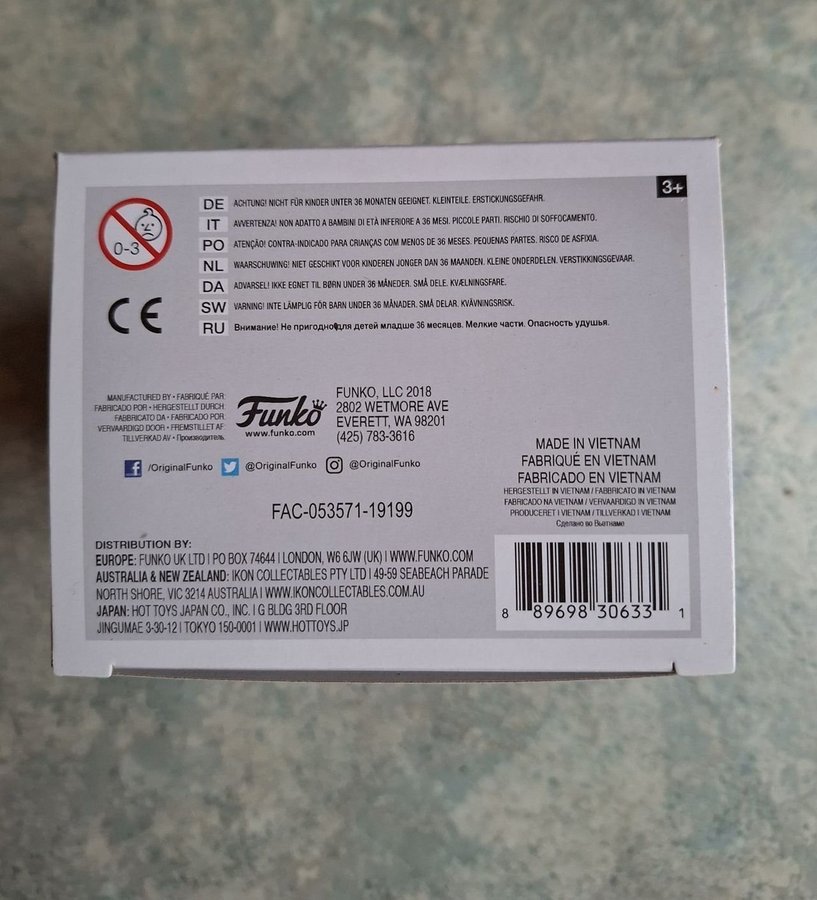 3+
0-3
DE ACHTUNG! NICHT FÜR KINDER UNTER 36 MONATEN GEEIGNET. KLEINTEILE. ERSTICKUNGSGEFAHR.
IT AVVERTENZA! NON ADATTO A BAMBINI DI ETÀ INFERIORE A 36 MESI. PICCOLE PARTI. RISCHIO DI SOFFOCAMENTO.
PO ATENÇÃO! CONTRA-INDICADO PARA CRIANÇAS COM MENOS DE 36 MESES. PEQUENAS PARTES. RISCO DE ASFIXIA.
NL WAARSCHUWING! NIET GESCHIKT VOOR KINDEREN JONGER DAN 36 MAANDEN. KLEINE ONDERDELEN. VERSTIKKINGSGEVAAR.
DA ADVARSEL! IKKE EGNET TIL BØRN UNDER 36 MÅNEDER. SMÅ DELE. KVÆLNINGSFARE.
SW VARNING! INTE LÄMPLIG FÖR BARN UNDER 36 MÅNADER. SMÅ DELAR. KVÄVNINGSRISK.
RU Внимание! Не пригодно для детей младше 36 месяцев. Мелкие части. Опасность удушья.
CE
MANUFACTURED BY • FABRIQUÉ PAR:
FABRICADO POR • HERGESTELLT DURCH:
FABBRICATO DA • FABRICADO POR:
VERVAARDIGD DOOR • FREMSTILLET AF:
TILLVERKAD AV • Производитель:
Funko
www.funko.com
FUNKO, LLC 2018
2802 WETMORE AVE
EVERETT, WA 98201
(425) 783-3616
/OriginalFunko @OriginalFunko @OriginalFunko
FAC-053571-19199
MADE IN VIETNAM
FABRIQUÉ EN VIETNAM
FABRICADO EN VIETNAM
HERGESTELLT IN VIETNAM / FABBRICATO IN VIETNAM
FABRICADO NA VIETNAM / VERVAARDIGD IN VIETNAM
PRODUCERET I VIETNAM / TILLVERKAD I VIETNAM
Сделано во Вьетнаме
DISTRIBUTION BY:
EUROPE: FUNKO UK LTD | PO BOX 74644 | LONDON, W6 6JW (UK) | WWW.FUNKO.COM
AUSTRALIA & NEW ZEALAND: IKON COLLECTABLES PTY LTD | 49-59 SEABEACH PARADE
NORTH SHORE, VIC 3214 AUSTRALIA | WWW.IKONCOLLECTABLES.COM.AU
JAPAN: HOT TOYS JAPAN CO., INC. | G BLDG 3RD FLOOR
JINGUMAE 3-30-12 | TOKYO 150-0001 | WWW.HOTTOYS.JP
8 89698 30633 1